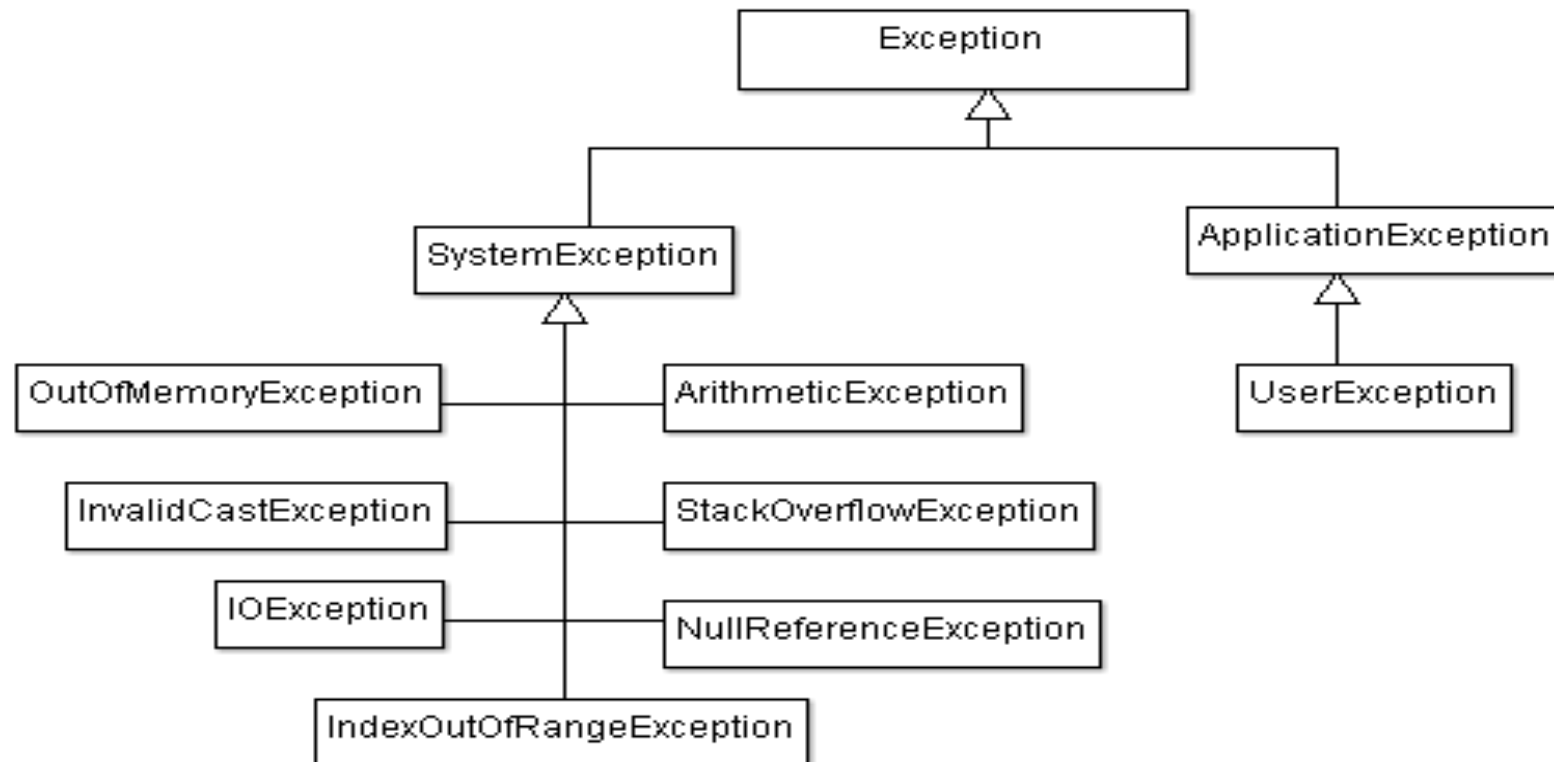 Exception
SystemException
ApplicationException
OutOfMemoryException
ArithmeticException
UserException
InvalidCastException
StackOverflowException
IOException
NullReferenceException
IndexOutOfRangeException